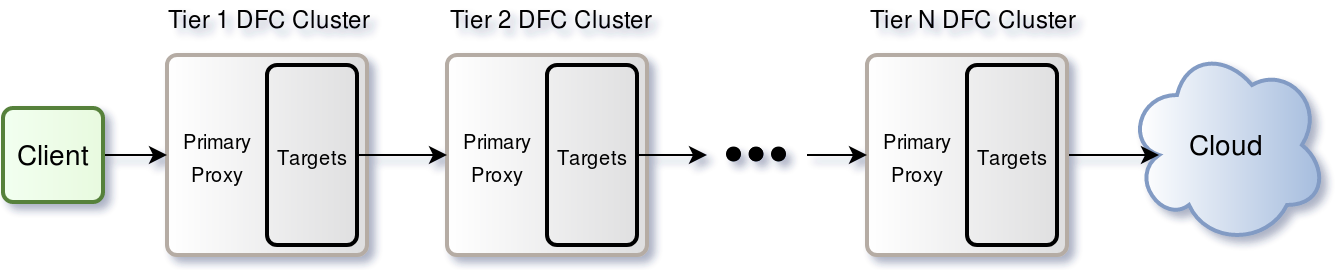 Tier 1 DFC Cluster
Tier 2 DFC Cluster
Tier N DFC Cluster
Client
Primary
Proxy
Targets
Primary
Proxy
Targets
Primary
Proxy
Targets
Cloud